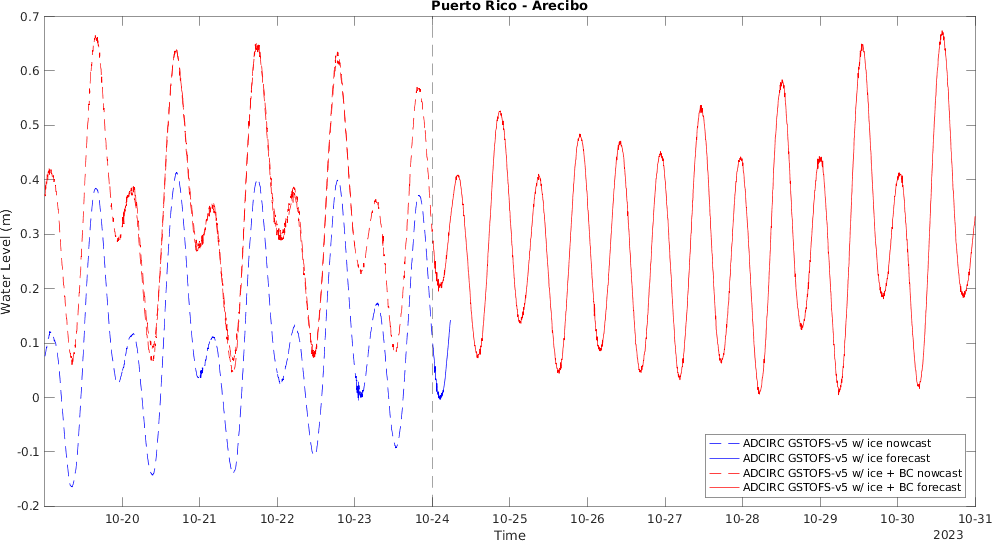 Puerto Rico - Arecibo
0.7
0.6
0.5
0.4
0.3
0.2
0.1
0
-0.1
-0.2
Water Level (m)
10-20 10-21 10-22 10-23 10-24 10-25 10-26 10-27 10-28 10-29 10-30 10-31
Time
2023
ADCIRC GSTOFS-v5 w/ ice nowcast
ADCIRC GSTOFS-v5 w/ ice forecast
ADCIRC GSTOFS-v5 w/ ice + BC nowcast
ADCIRC GSTOFS-v5 w/ ice + BC forecast